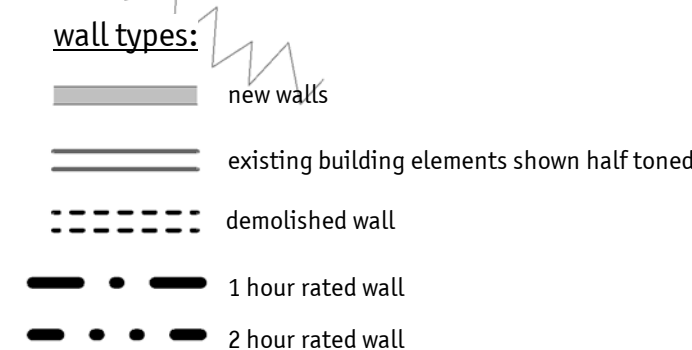 wall types:
new walls
existing building elements shown half toned
demolished wall
1 hour rated wall
2 hour rated wall